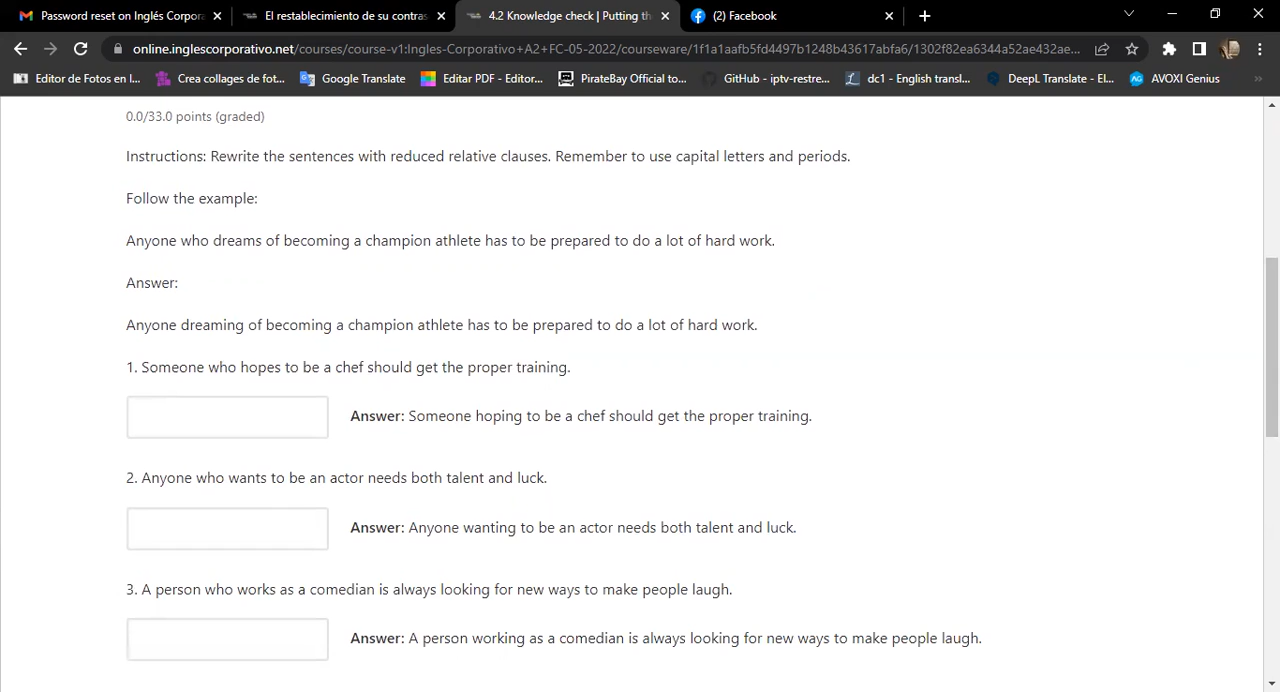 Password reset on Inglés Corpora
El restablecimiento de su contras
4.2 Knowledge check | Putting th
(2) Facebook
online.inglescorporativo.net/courses/course-v1:Ingles-Corporativo+A2+FC-05-2022/courseware/1f1a1aafb5fd4497b1248b43617abfa6/1302f82ea6344a52ae432ae...
Editor de Fotos en l...
Crea collages de fot...
Google Translate
Editar PDF - Editor...
PirateBay Official to...
GitHub - iptv-restre...
dc1 - English transl...
DeepL Translate - El...
AVOXI Genius
»
0.0/33.0 points (graded)
Instructions: Rewrite the sentences with reduced relative clauses. Remember to use capital letters and periods.
Follow the example:
Anyone who dreams of becoming a champion athlete has to be prepared to do a lot of hard work.
Answer:
Anyone dreaming of becoming a champion athlete has to be prepared to do a lot of hard work.
1. Someone who hopes to be a chef should get the proper training.
Answer: Someone hoping to be a chef should get the proper training.
2. Anyone who wants to be an actor needs both talent and luck.
Answer: Anyone wanting to be an actor needs both talent and luck.
3. A person who works as a comedian is always looking for new ways to make people laugh.
Answer: A person working as a comedian is always looking for new ways to make people laugh.